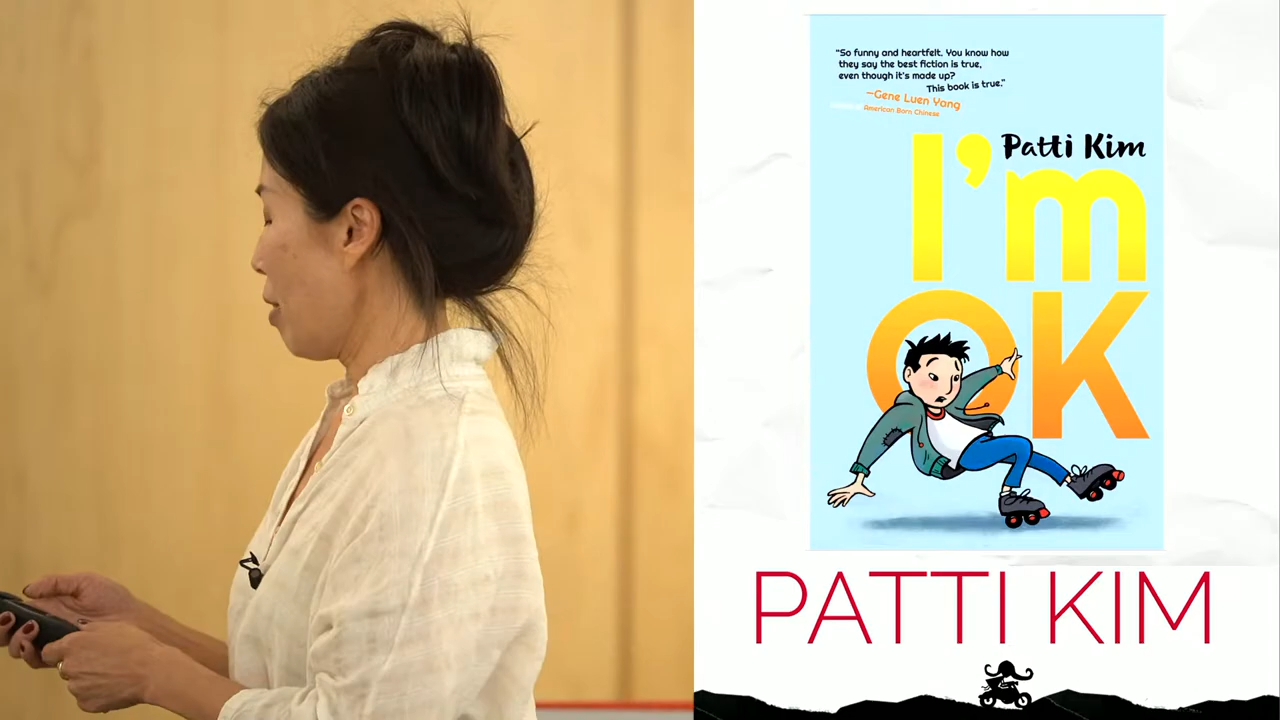 "So funny and heartfelt. You know how
they say the best fiction is true,
even though it's made up?
This book is true."
—Gene Luen Yang
American Born Chinese
Patti Kim
I'm
OK
PATTI KIM